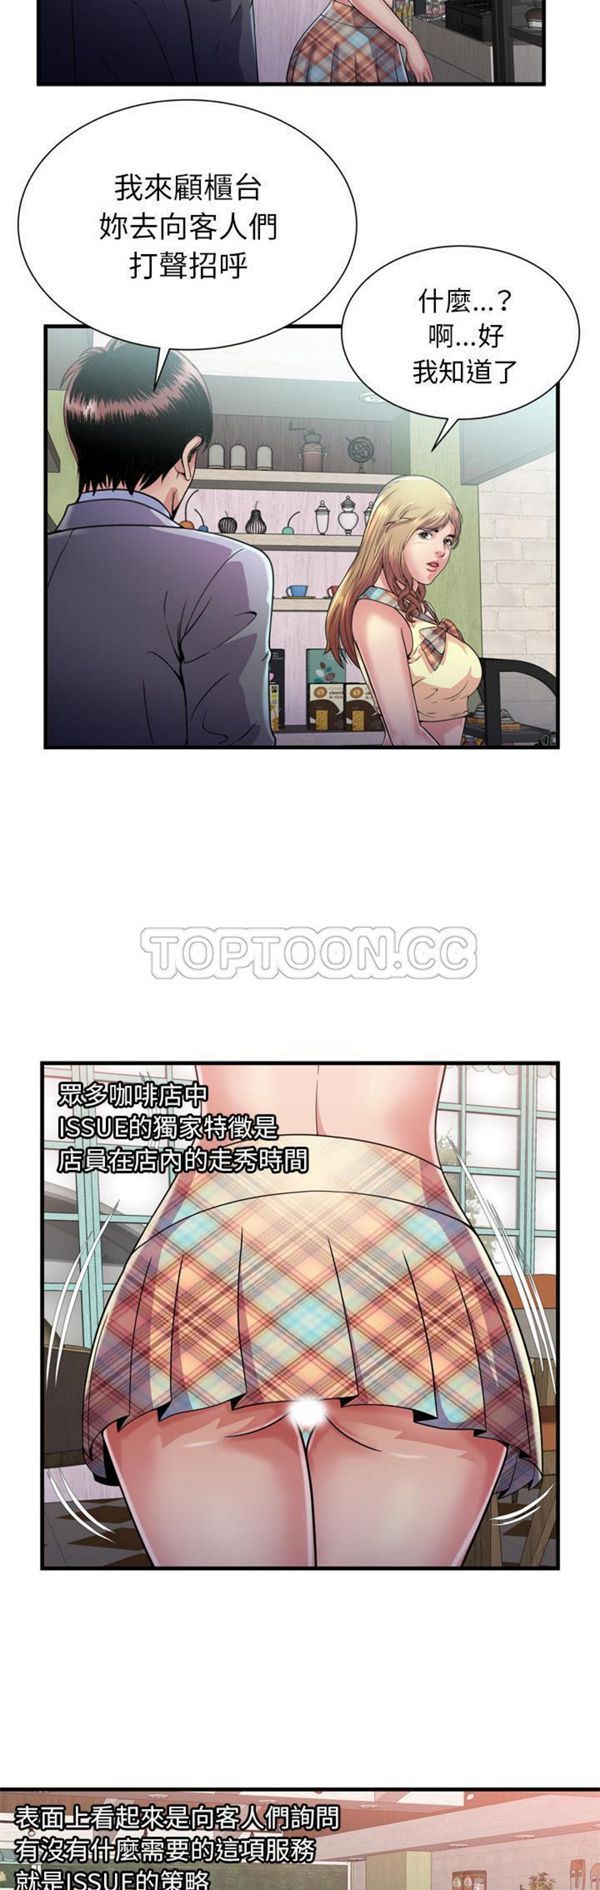 我來顧櫃台
妳去向客人們
打聲招呼
什麼...？
啊...好
我知道了
TOPTOON.CC
眾多咖啡店中
ISSUE的獨家特徵是
店員在店內的走秀時間
表面上看起來是向客人們詢問
有沒有什麼需要的這項服務
就是ISSUE的策略